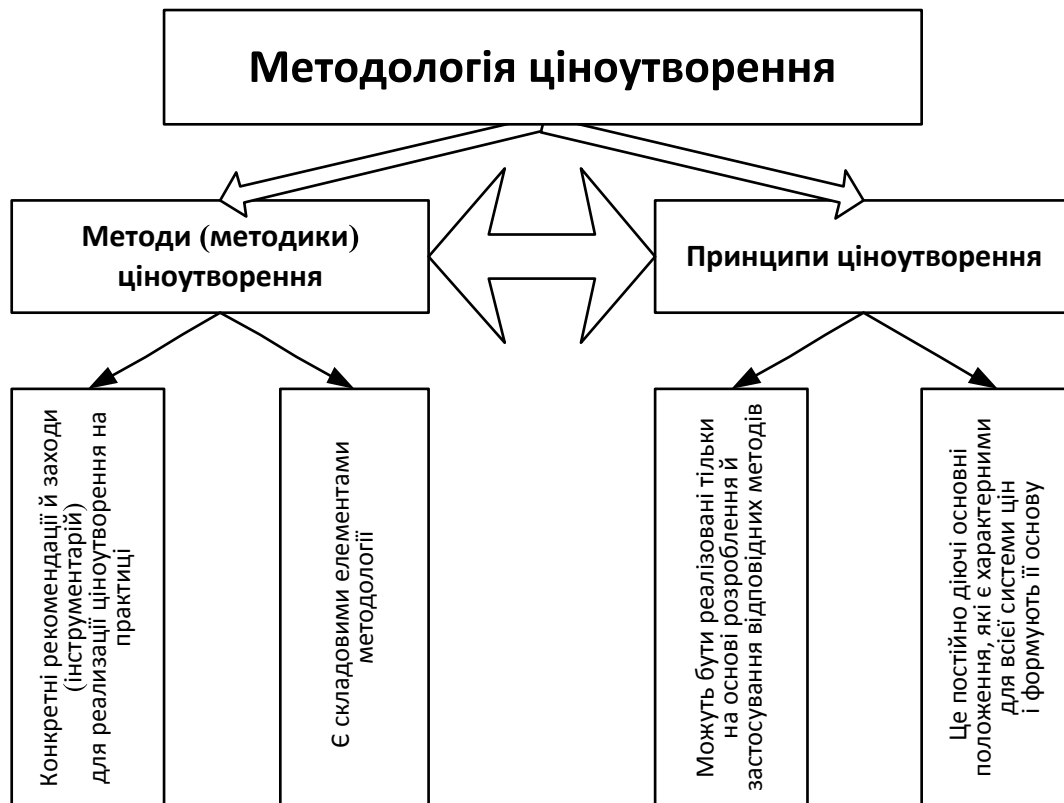 Методологія ціноутворення
Методи (методики)
ціноутворення
Принципи ціноутворення
Конкретні рекомендації й заходи
(інструментарій)
для реализації ціноутворення на
практиці
Є складовими елементами
методології
Можуть бути реалізовані тільки
на основі розроблення й
застосування відповідних методів
Це постійно діючі основні
положення, які є характерними
для всієї системи цін
і формують її основу